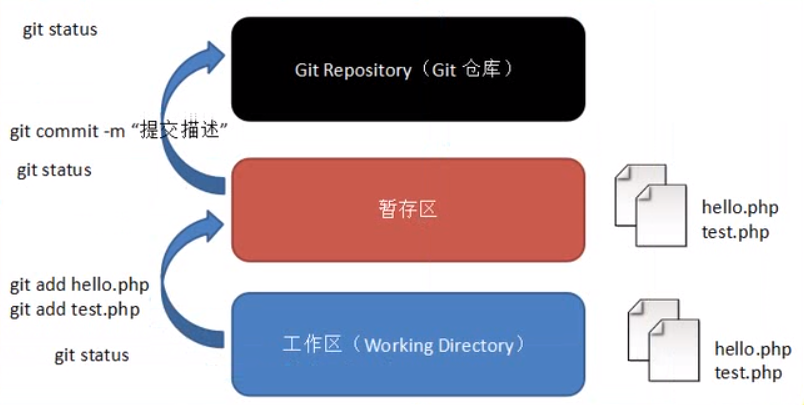 git status
Git Repository（Git 仓库）
git commit -m “提交描述”
git status
暂存区
hello.php
test.php
git add hello.php
git add test.php
git status
工作区（Working Directory）
hello.php
test.php